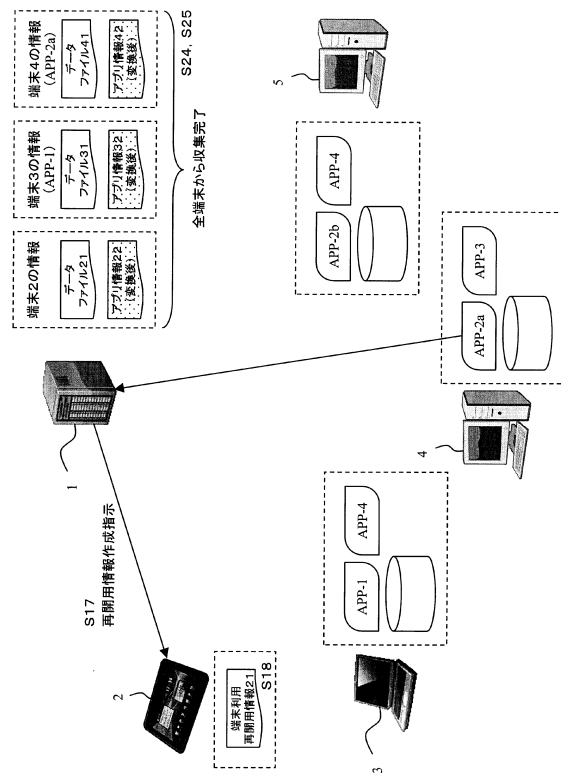 端末2の情報
データ
ファイル21
アプリ情報22
(変換後)
端末3の情報
(APP-1)
データ
ファイル31
アプリ情報32
(変換後)
端末4の情報
(APP-2a)
データ
ファイル41
アプリ情報42
(変換後)
全端末から収集完了
S24, S25
1
S17
再開用情報作成指示
2
端末利用
再開用情報21
S18
3
APP-1
APP-4
4
APP-2a
APP-3
5
APP-2b
APP-4